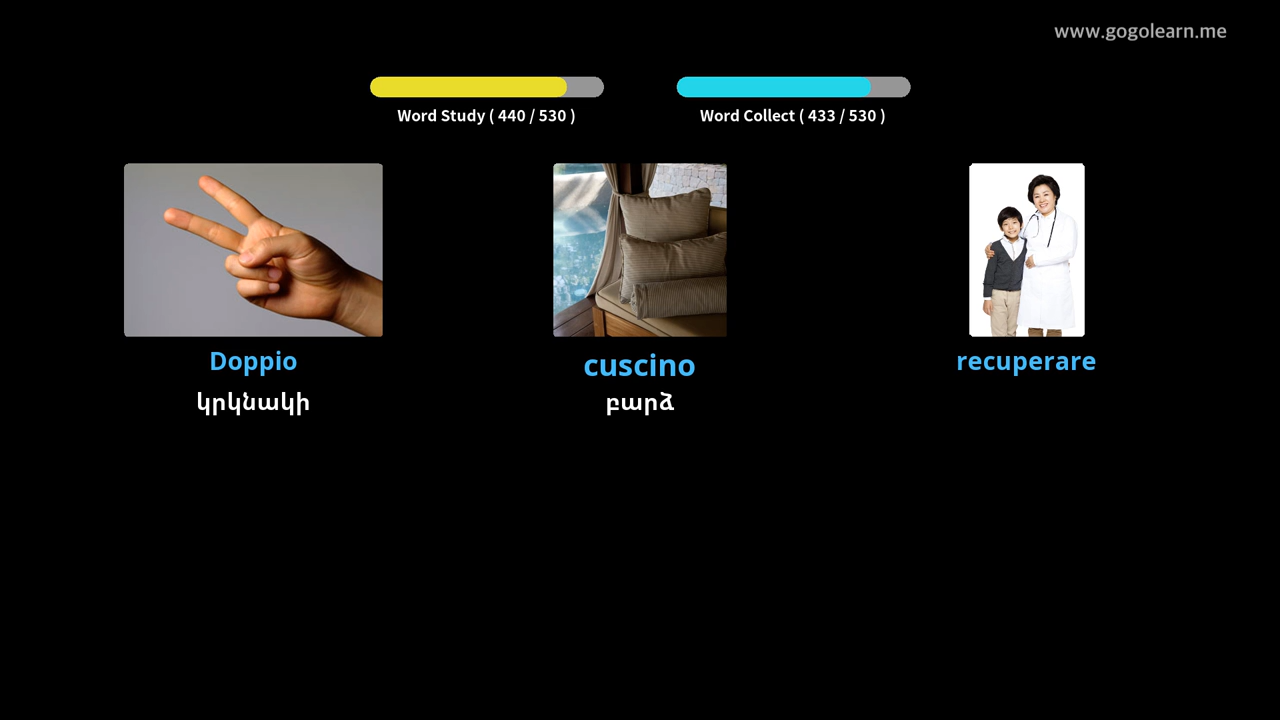 www.gogolearn.me
Word Study ( 440 / 530 )
Word Collect ( 433 / 530 )
Doppio
կրկնակի
cuscino
բարձ
recuperare